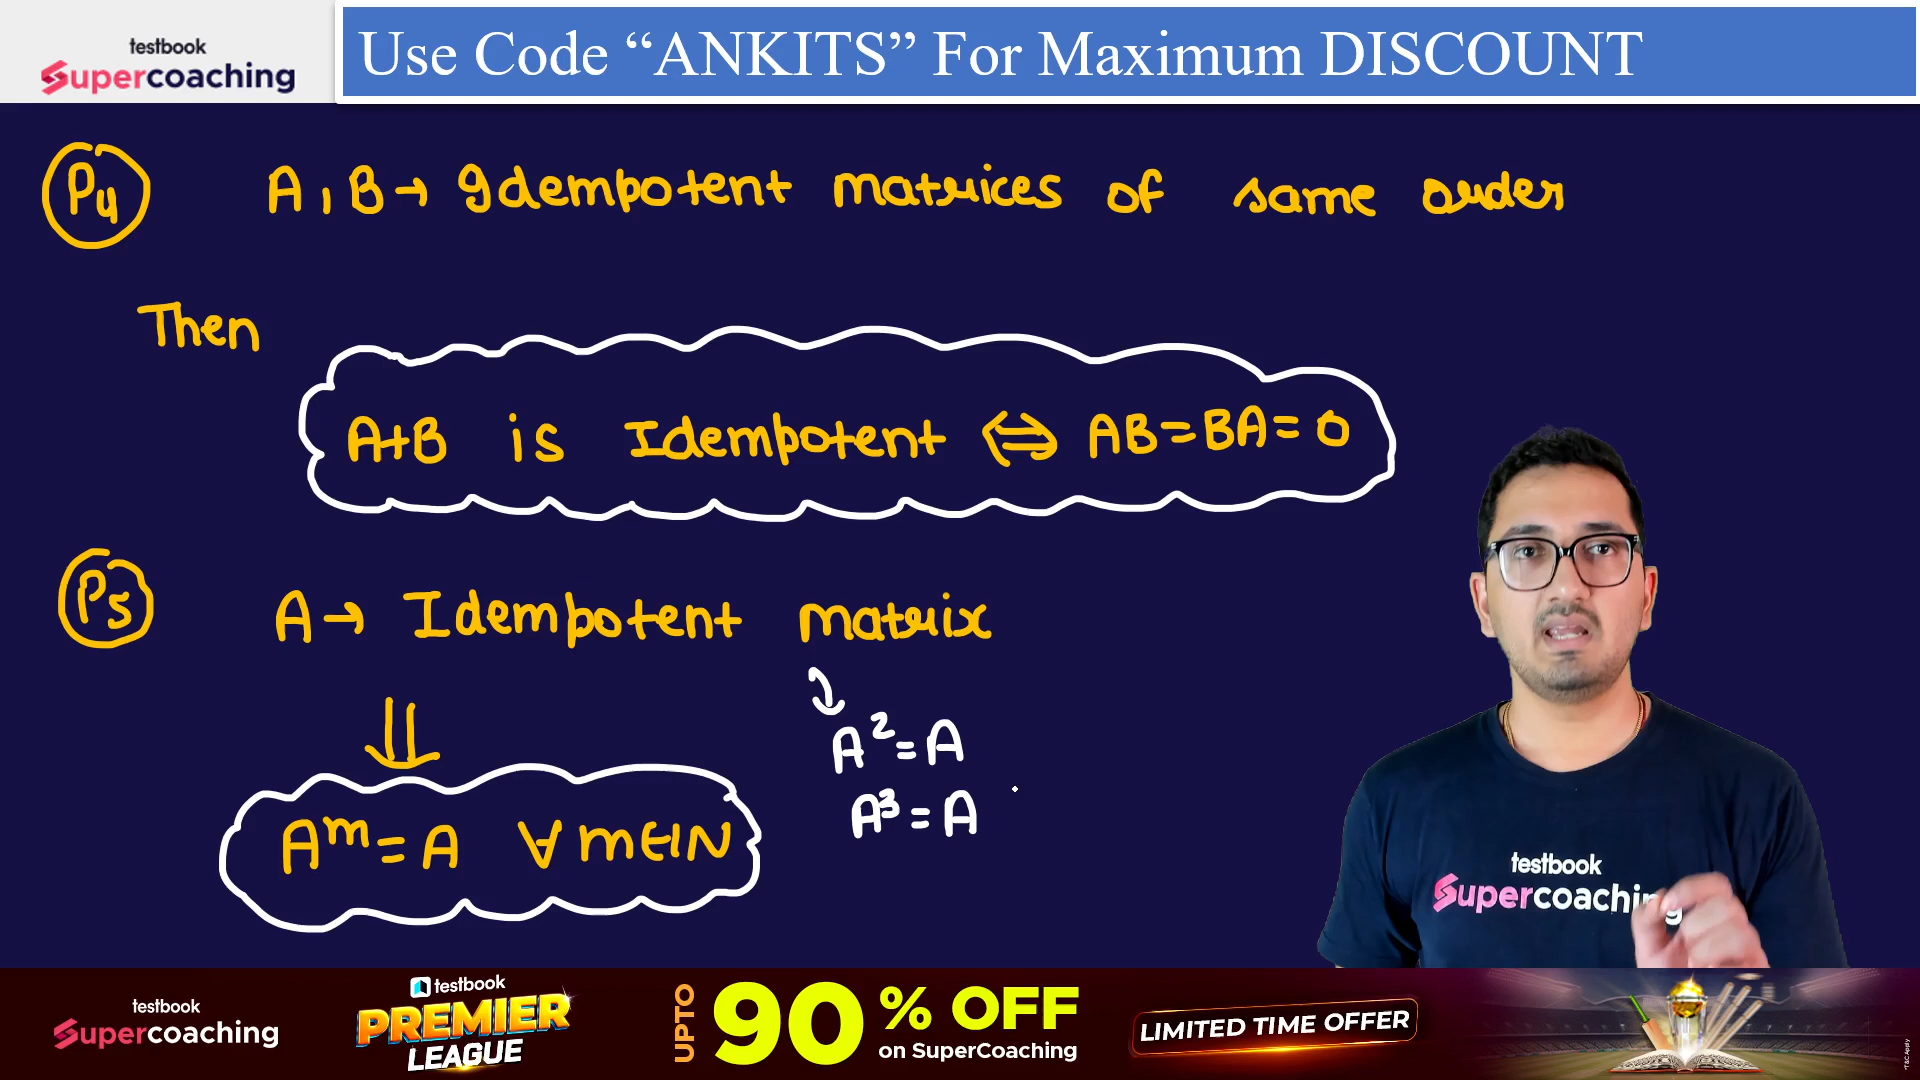 testbook
Supercoaching
Use Code “ANKITS” For Maximum DISCOUNT
P4 A, B → Idempotent matrices of same order
Then
A+B is Idempotent ⇔ AB=BA=0
P5 A → Idempotent matrix
⇓
A²=A
A³=A
Aᵐ=A ∀ m∈IN
testbook
Supercoaching
testbook
Supercoaching
testbook
PREMIER
LEAGUE
UPTO 90% OFF
on SuperCoaching
LIMITED TIME OFFER
*T&C Apply